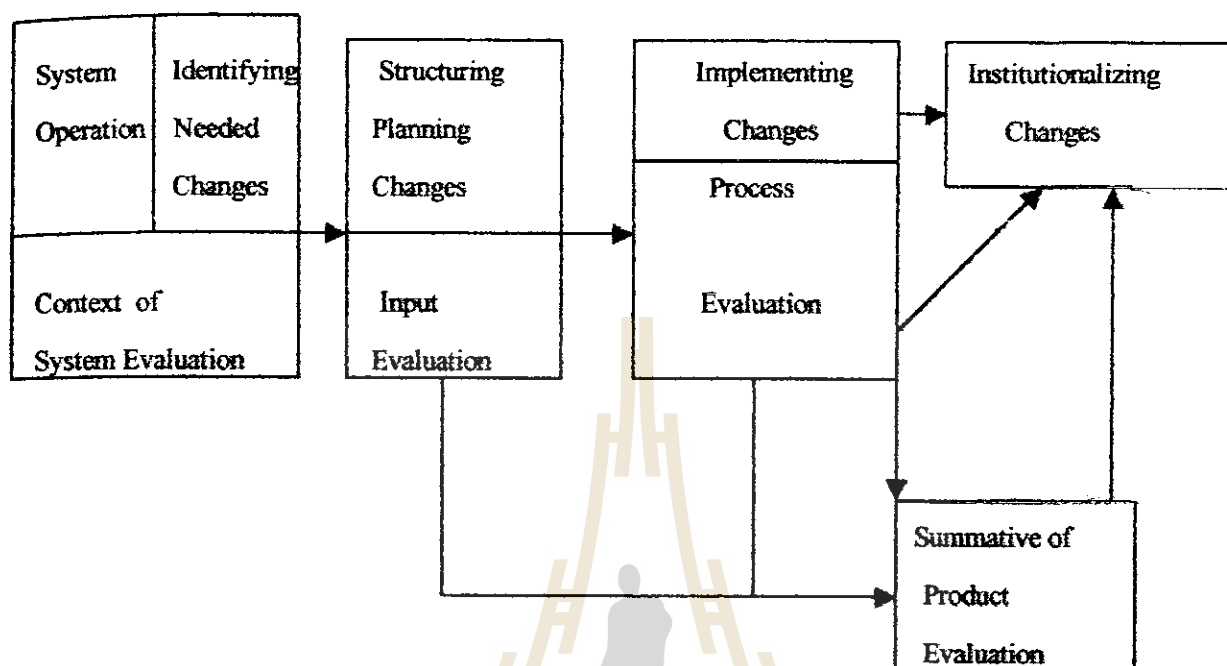 System
Operation
Identifying
Needed
Changes
Context of
System Evaluation
Structuring
Planning
Changes
Input
Evaluation
Implementing
Changes
Process
Evaluation
Institutionalizing
Changes
Summative of
Product
Evaluation